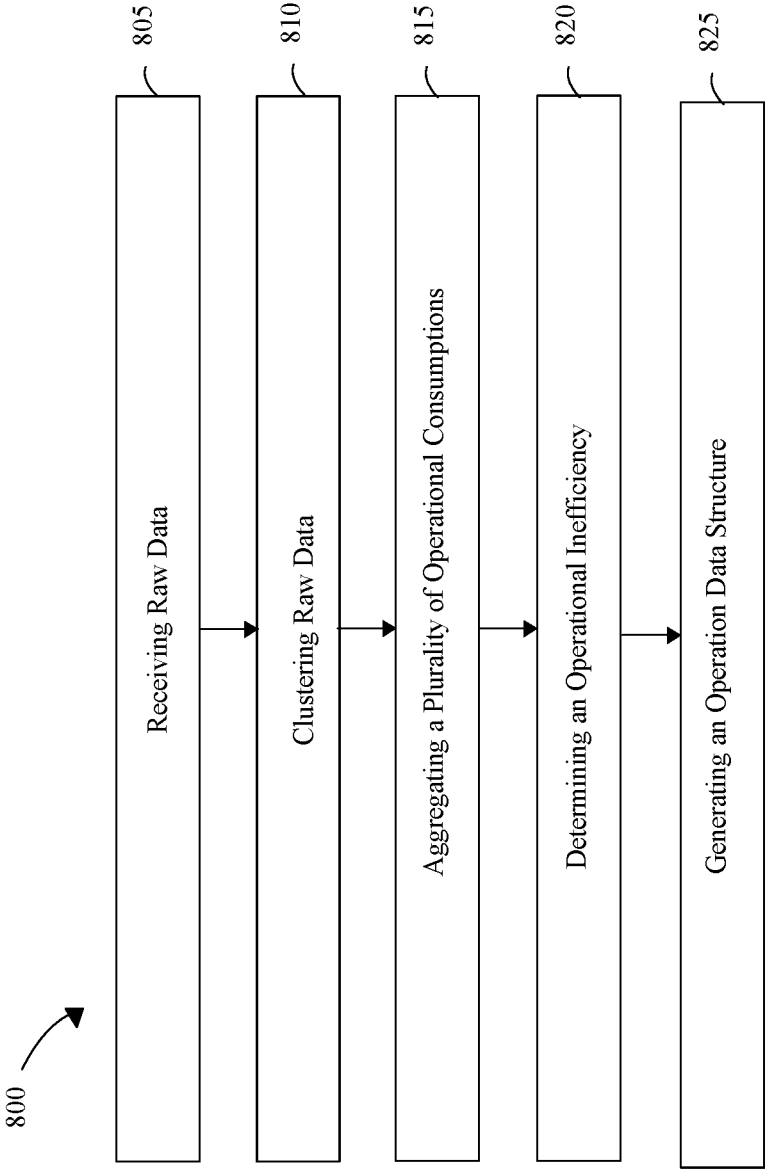 800
805
Receiving Raw Data
810
Clustering Raw Data
815
Aggregating a Plurality of Operational Consumptions
820
Determining an Operational Inefficiency
825
Generating an Operation Data Structure